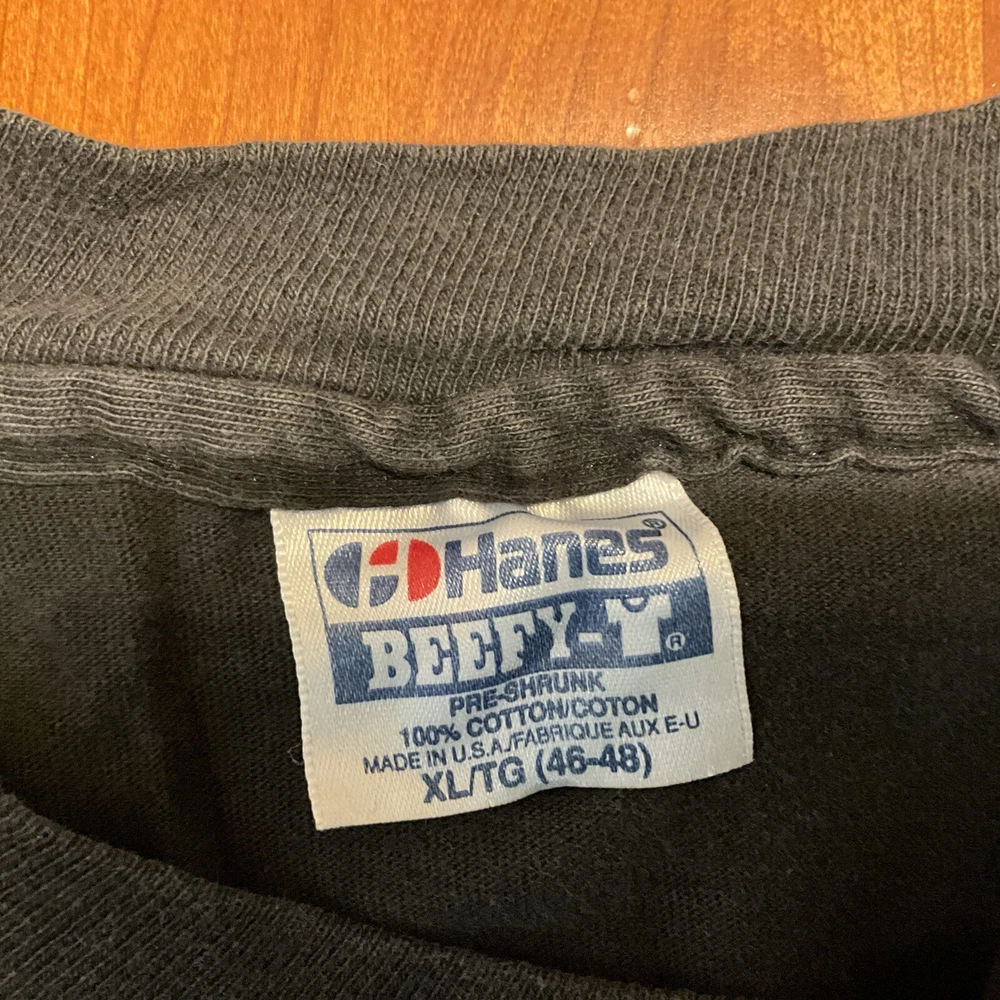 Hanes®
BEEFY-T®
PRE-SHRUNK
100% COTTON/COTON
MADE IN U.S.A./FABRIQUE AUX E-U
XL/TG (46-48)